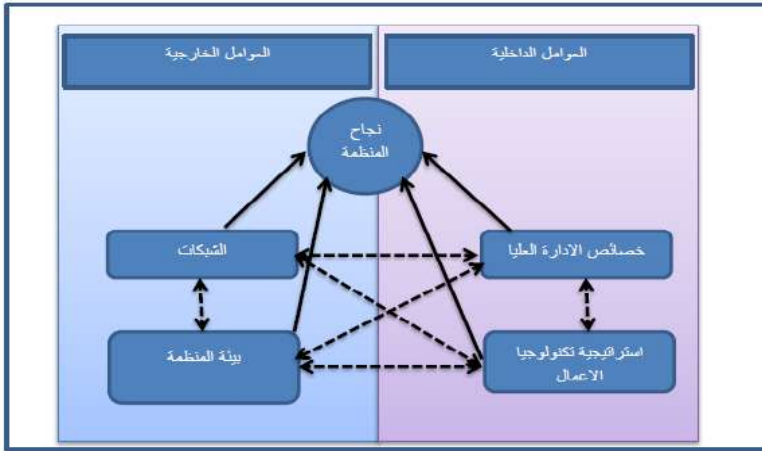 العوامل الداخلية
العوامل الخارجية
نجاح
المنظمة
خصائص الادارة العليا
الشبكات
استراتيجية تكنولوجيا
الاعمال
بيئة المنظمة